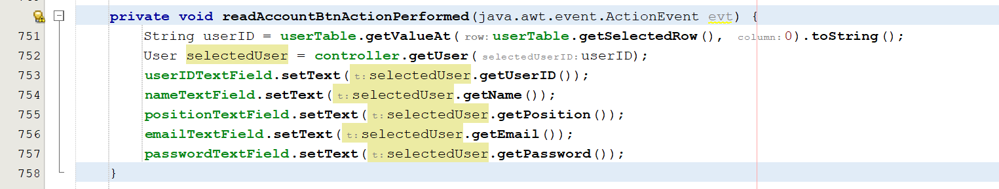 private void readAccountBtnActionPerformed(java.awt.event.ActionEvent evt) {
751 String userID = userTable.getValueAt( row: userTable.getSelectedRow(), column: 0).toString();
752 User selectedUser = controller.getUser( selectedUserID: userID);
753 userIDTextField.setText( t: selectedUser.getUserID());
754 nameTextField.setText( t: selectedUser.getName());
755 positionTextField.setText( t: selectedUser.getPosition());
756 emailTextField.setText( t: selectedUser.getEmail());
757 passwordTextField.setText( t: selectedUser.getPassword());
758 }